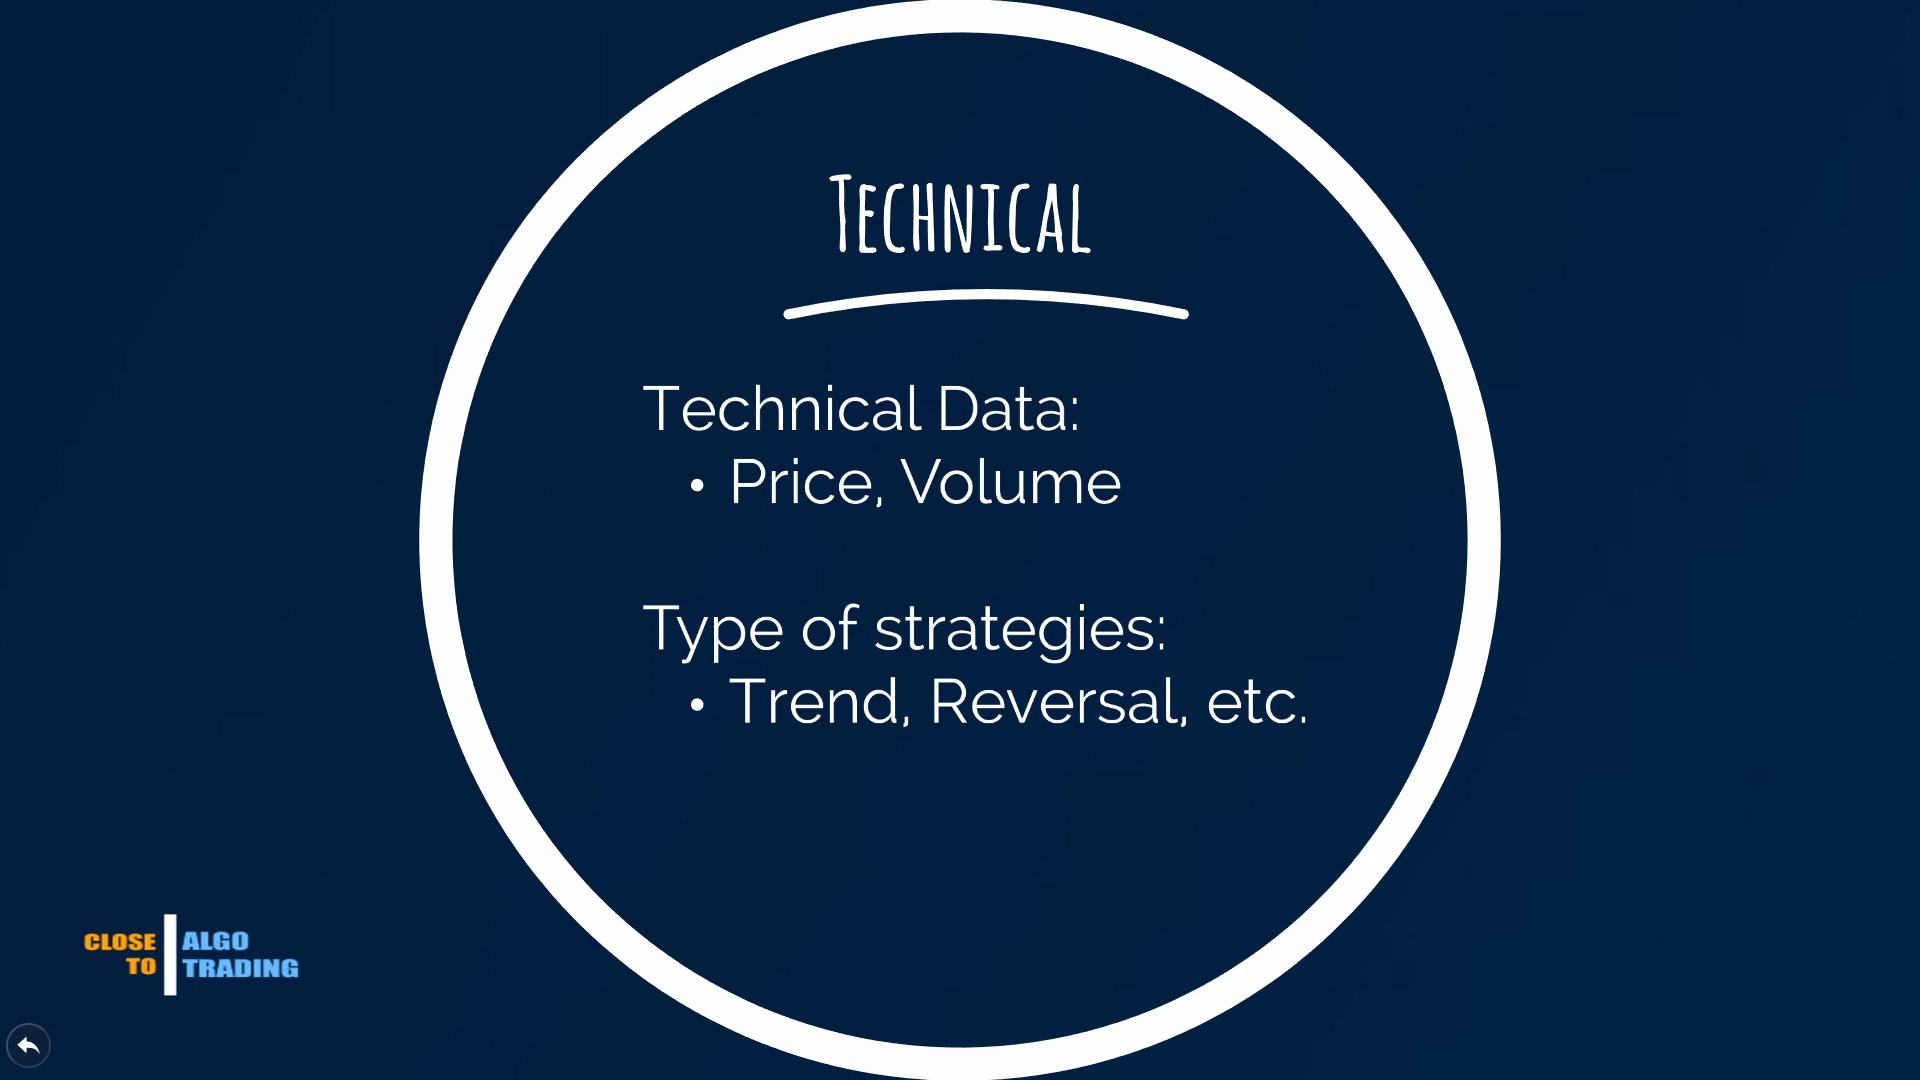 Technical
Technical Data:
• Price, Volume
Type of strategies:
• Trend, Reversal, etc.
CLOSE TO
ALGO TRADING